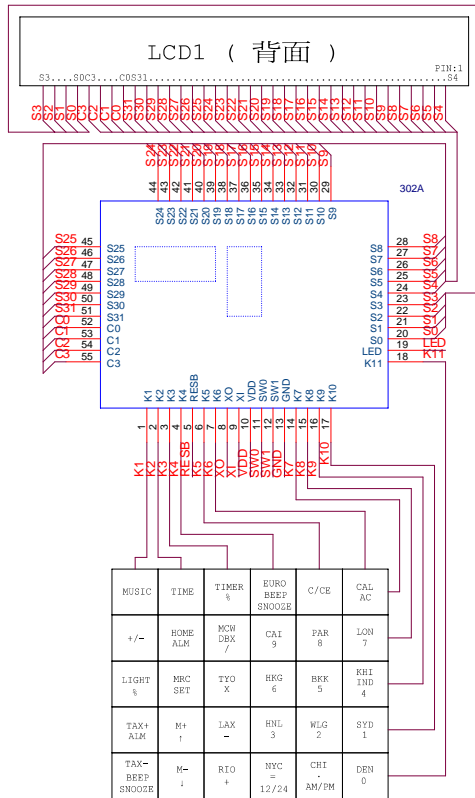 LCD1 ( 背面 )
PIN:1
S3....S0C3....C0S31 S4
S3 S2 S1 S0 C3 C2 C1 C0 S31 S30 S29 S28 S27 S26 S25 S24 S23 S22 S21 S20 S19 S18 S17 S16 S15 S14 S13 S12 S11 S10 S9 S8 S7 S6 S5 S4
S24 S23 S22 S21 S20 S19 S18 S17 S16 S15 S14 S13 S12 S11 S10 S9
44 43 42 41 40 39 38 37 36 35 34 33 32 31 30 29
302A
S24 S23 S22 S21 S20 S19 S18 S17 S16 S15 S14 S13 S12 S11 S10 S9
S25 45 S25
S26 46 S26
S27 47 S27
S28 48 S28
S29 49 S29
S30 50 S30
S31 51 S31
C0 52 C0
C1 53 C1
C2 54 C2
C3 55 C3
S8 28 S8
S7 27 S7
S6 26 S6
S5 25 S5
S4 24 S4
S3 23 S3
S2 22 S2
S1 21 S1
S0 20 S0
LED 19 LED
K11 18 K11
K1 K2 K3 K4 RESB K5 K6 XO XI VDD SW0 SW1 GND K7 K8 K9 K10
1 2 3 4 5 6 7 8 9 10 11 12 13 14 15 16 17
K1 K2 K3 K4 RESB K5 K6 XO XI VDD SW0 SW1 GND K7 K8 K9 K10
MUSIC
TIME
TIMER
%
EURO
BEEP
SNOOZE
C/CE
CAL
AC
+/-
HOME
ALM
MCW
DBX
/
CAI
9
PAR
8
LON
7
LIGHT
%
MRC
SET
TYO
X
HKG
6
BKK
5
KHI
IND
4
TAX+
ALM
M+
↑
LAX
-
HNL
3
WLG
2
SYD
1
TAX-
BEEP
SNOOZE
M-
↓
RIO
+
NYC
=
12/24
CHI
.
AM/PM
DEN
0